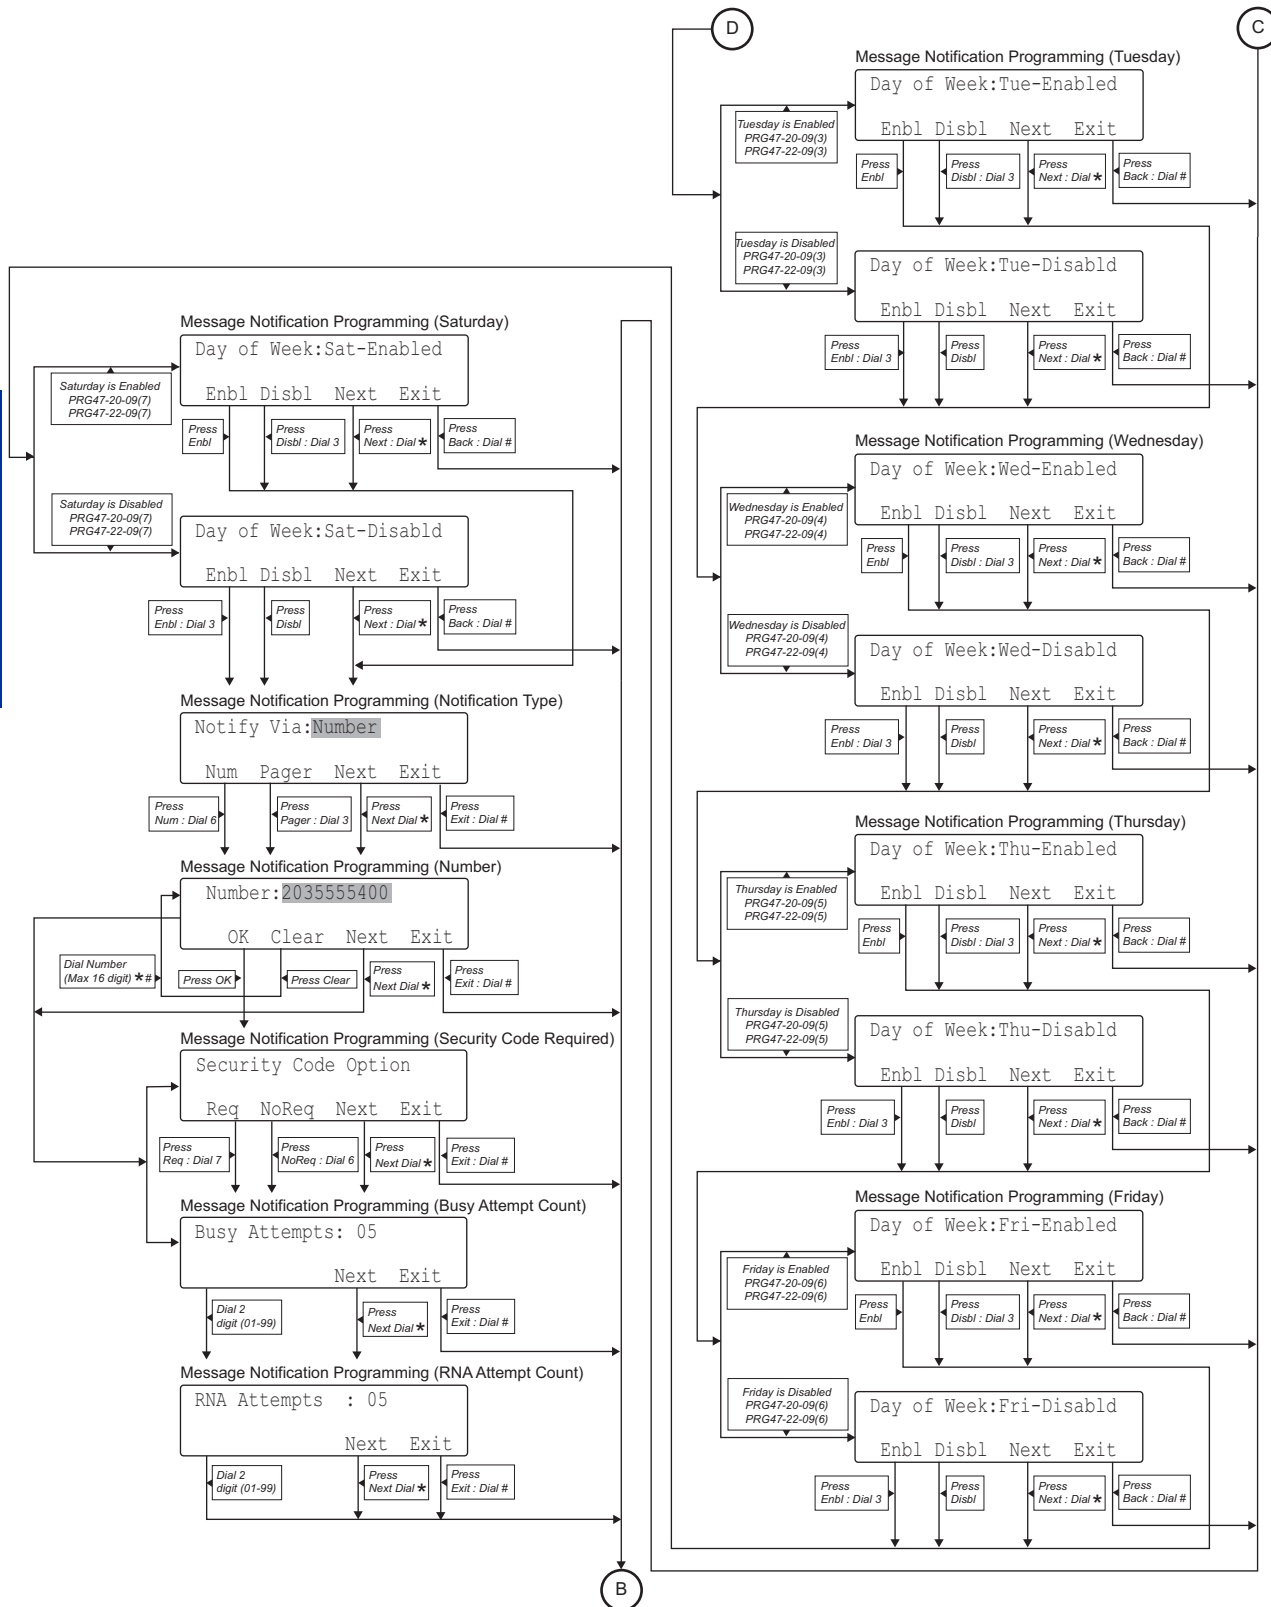 D
C
Message Notification Programming (Tuesday)
Day of Week:Tue-Enabled
Enbl Disbl Next Exit
Tuesday is Enabled
PRG47-20-09(3)
PRG47-22-09(3)
Press
Enbl
Press
Disbl : Dial 3
Press
Next : Dial *
Press
Back : Dial #
Tuesday is Disabled
PRG47-20-09(3)
PRG47-22-09(3)
Day of Week:Tue-Disabld
Enbl Disbl Next Exit
Press
Enbl : Dial 3
Press
Disbl
Press
Next : Dial *
Press
Back : Dial #
Message Notification Programming (Saturday)
Day of Week:Sat-Enabled
Enbl Disbl Next Exit
Saturday is Enabled
PRG47-20-09(7)
PRG47-22-09(7)
Press
Enbl
Press
Disbl : Dial 3
Press
Next : Dial *
Press
Back : Dial #
Saturday is Disabled
PRG47-20-09(7)
PRG47-22-09(7)
Day of Week:Sat-Disabld
Enbl Disbl Next Exit
Press
Enbl : Dial 3
Press
Disbl
Press
Next : Dial *
Press
Back : Dial #
Message Notification Programming (Notification Type)
Notify Via:Number
Num Pager Next Exit
Press
Num : Dial 6
Press
Pager : Dial 3
Press
Next Dial *
Press
Exit : Dial #
Message Notification Programming (Number)
Number:2035555400
OK Clear Next Exit
Dial Number
(Max 16 digit) * #
Press OK
Press Clear
Press
Next Dial *
Press
Exit : Dial #
Message Notification Programming (Security Code Required)
Security Code Option
Req NoReq Next Exit
Press
Req : Dial 7
Press
NoReq : Dial 6
Press
Next Dial *
Press
Exit : Dial #
Message Notification Programming (Busy Attempt Count)
Busy Attempts: 05
Next Exit
Dial 2
digit (01-99)
Press
Next Dial *
Press
Exit : Dial #
Message Notification Programming (RNA Attempt Count)
RNA Attempts : 05
Next Exit
Dial 2
digit (01-99)
Press
Next Dial *
Press
Exit : Dial #
B
Message Notification Programming (Wednesday)
Day of Week:Wed-Enabled
Enbl Disbl Next Exit
Wednesday is Enabled
PRG47-20-09(4)
PRG47-22-09(4)
Press
Enbl
Press
Disbl : Dial 3
Press
Next : Dial *
Press
Back : Dial #
Wednesday is Disabled
PRG47-20-09(4)
PRG47-22-09(4)
Day of Week:Wed-Disabld
Enbl Disbl Next Exit
Press
Enbl : Dial 3
Press
Disbl
Press
Next : Dial *
Press
Back : Dial #
Message Notification Programming (Thursday)
Day of Week:Thu-Enabled
Enbl Disbl Next Exit
Thursday is Enabled
PRG47-20-09(5)
PRG47-22-09(5)
Press
Enbl
Press
Disbl : Dial 3
Press
Next : Dial *
Press
Back : Dial #
Thursday is Disabled
PRG47-20-09(5)
PRG47-22-09(5)
Day of Week:Thu-Disabld
Enbl Disbl Next Exit
Press
Enbl : Dial 3
Press
Disbl
Press
Next : Dial *
Press
Back : Dial #
Message Notification Programming (Friday)
Day of Week:Fri-Enabled
Enbl Disbl Next Exit
Friday is Enabled
PRG47-20-09(6)
PRG47-22-09(6)
Press
Enbl
Press
Disbl : Dial 3
Press
Next : Dial *
Press
Back : Dial #
Friday is Disabled
PRG47-20-09(6)
PRG47-22-09(6)
Day of Week:Fri-Disabld
Enbl Disbl Next Exit
Press
Enbl : Dial 3
Press
Disbl
Press
Next : Dial *
Press
Back : Dial #